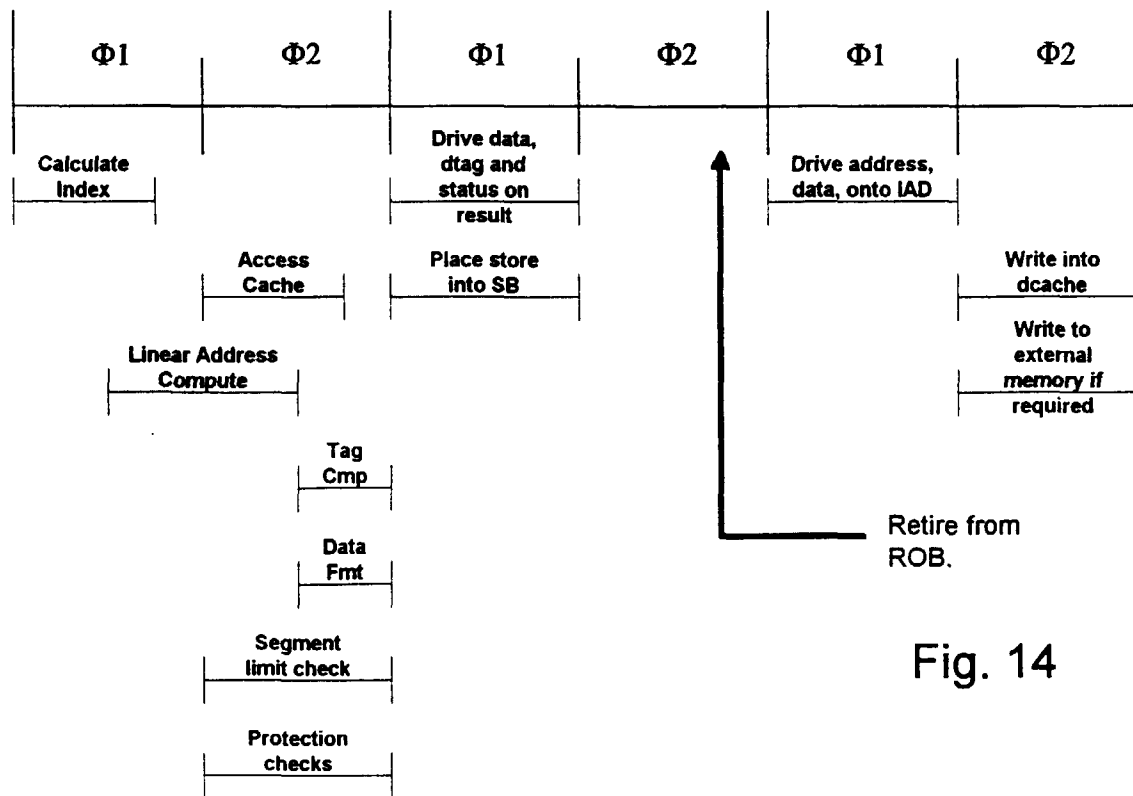 Φ1
Φ2
Φ1
Φ2
Φ1
Φ2
Calculate
Index
Drive data,
dtag and
status on
result
Drive address,
data, onto IAD
Access
Cache
Place store
into SB
Write into
dcache
Linear Address
Compute
Write to
external
memory if
required
Tag
Cmp
Data
Fmt
Retire from
ROB.
Segment
limit check
Protection
checks
Fig. 14